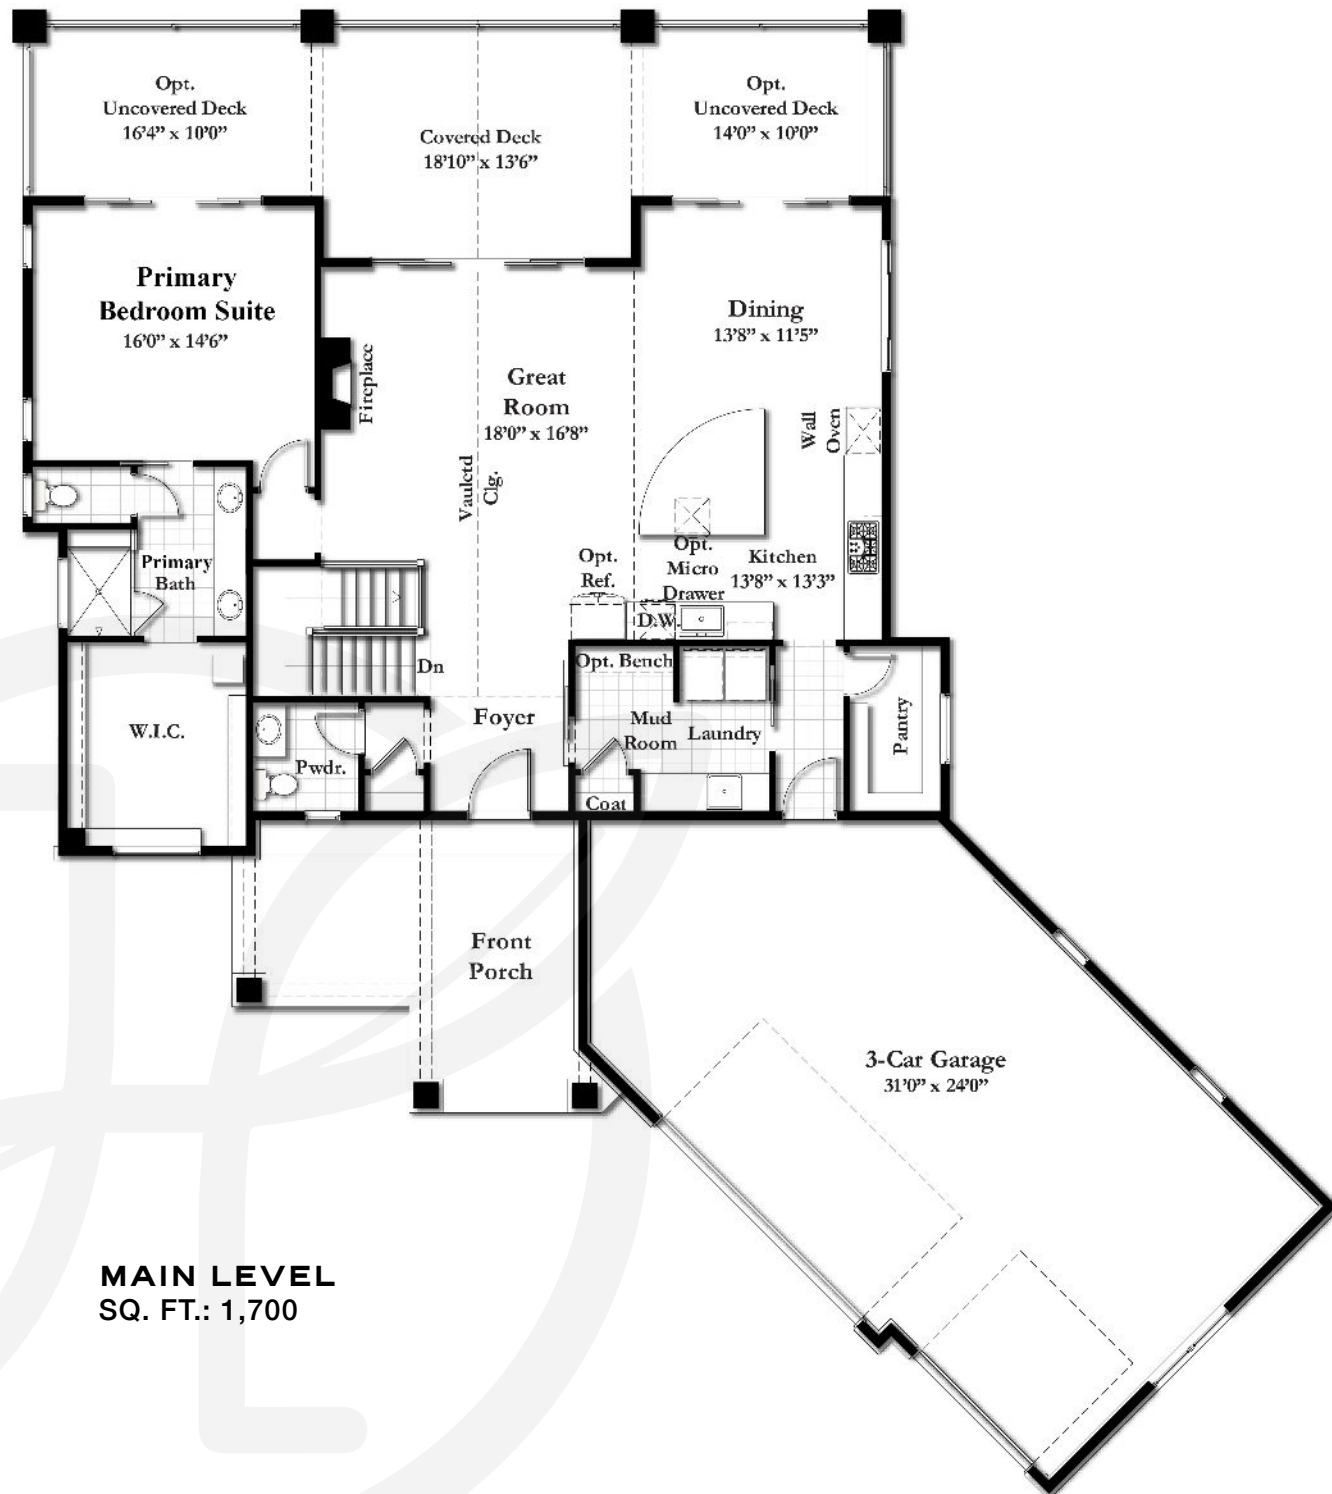 Opt.
Uncovered Deck
16'4” x 10'0”
Covered Deck
18'10” x 13'6”
Opt.
Uncovered Deck
14'0” x 10'0”
Primary
Bedroom Suite
16'0” x 14'6”
Fireplace
Great
Room
18'0” x 16'8”
Vaulctd
Clg.
Dining
13'8” x 11'5”
Wall
Oven
Primary
Bath
Opt.
Ref.
Opt.
Micro
Drawer
Kitchen
13'8” x 13'3”
D.W.
Dn
Opt. Bench
W.I.C.
Foyer
Mud
Room
Laundry
Pantry
Pwdr.
Coat
Front
Porch
3-Car Garage
31'0” x 24'0”
MAIN LEVEL
SQ. FT.: 1,700